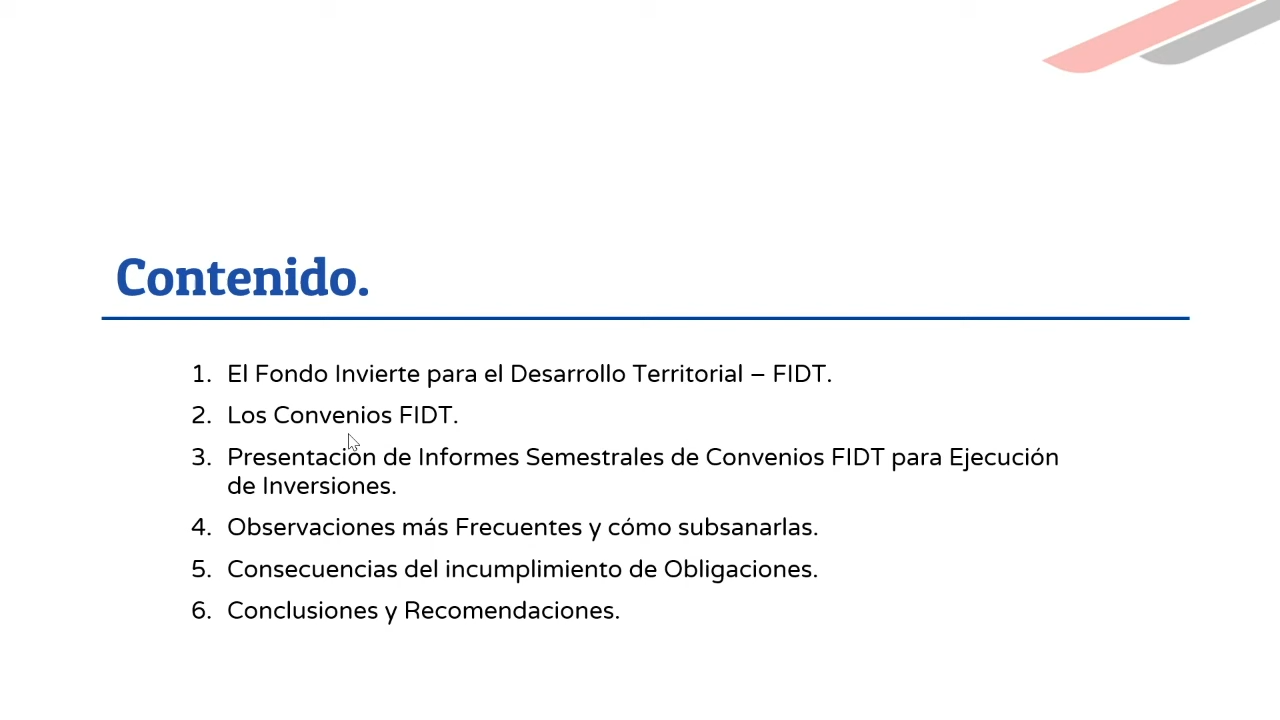 Contenido.
1. El Fondo Invierte para el Desarrollo Territorial – FIDT.
2. Los Convenios FIDT.
3. Presentación de Informes Semestrales de Convenios FIDT para Ejecución
de Inversiones.
4. Observaciones más Frecuentes y cómo subsanarlas.
5. Consecuencias del incumplimiento de Obligaciones.
6. Conclusiones y Recomendaciones.